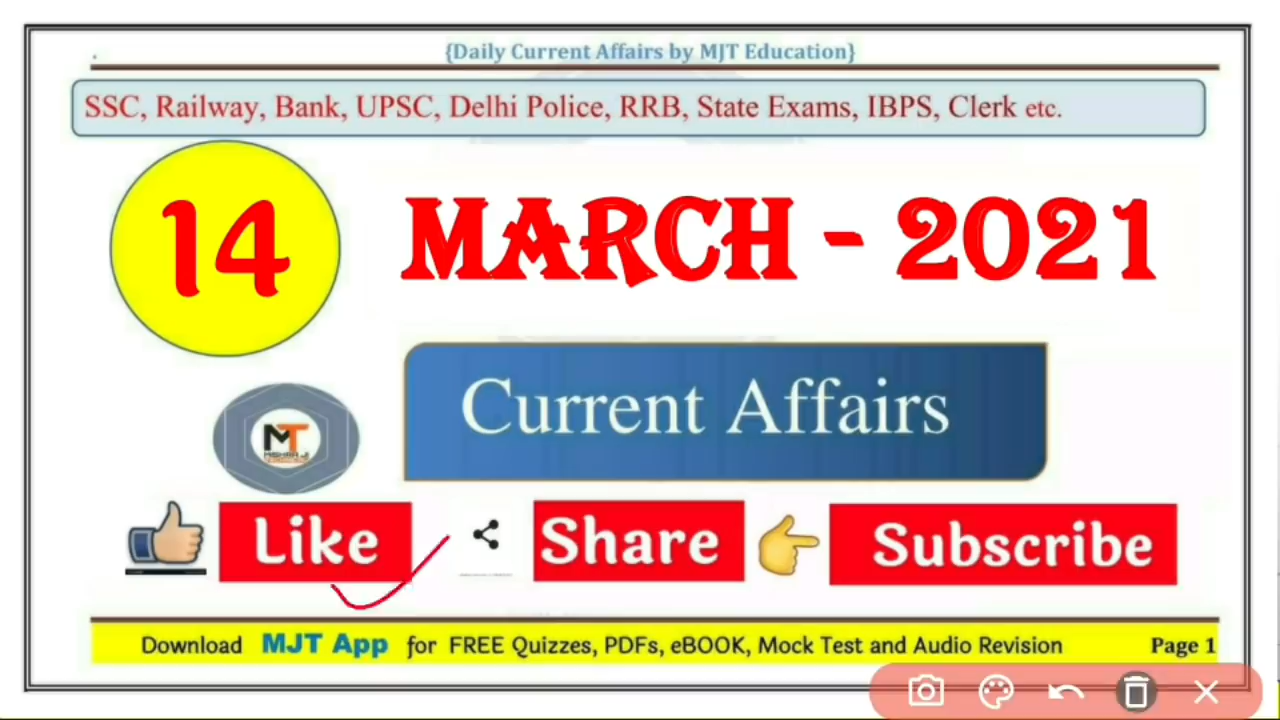 {Daily Current Affairs by MJT Education}
SSC, Railway, Bank, UPSC, Delhi Police, RRB, State Exams, IBPS, Clerk etc.
14 MARCH - 2021
Current Affairs
MT
Like Share Subscribe
Download MJT App for FREE Quizzes, PDFs, eBOOK, Mock Test and Audio Revision Page 1